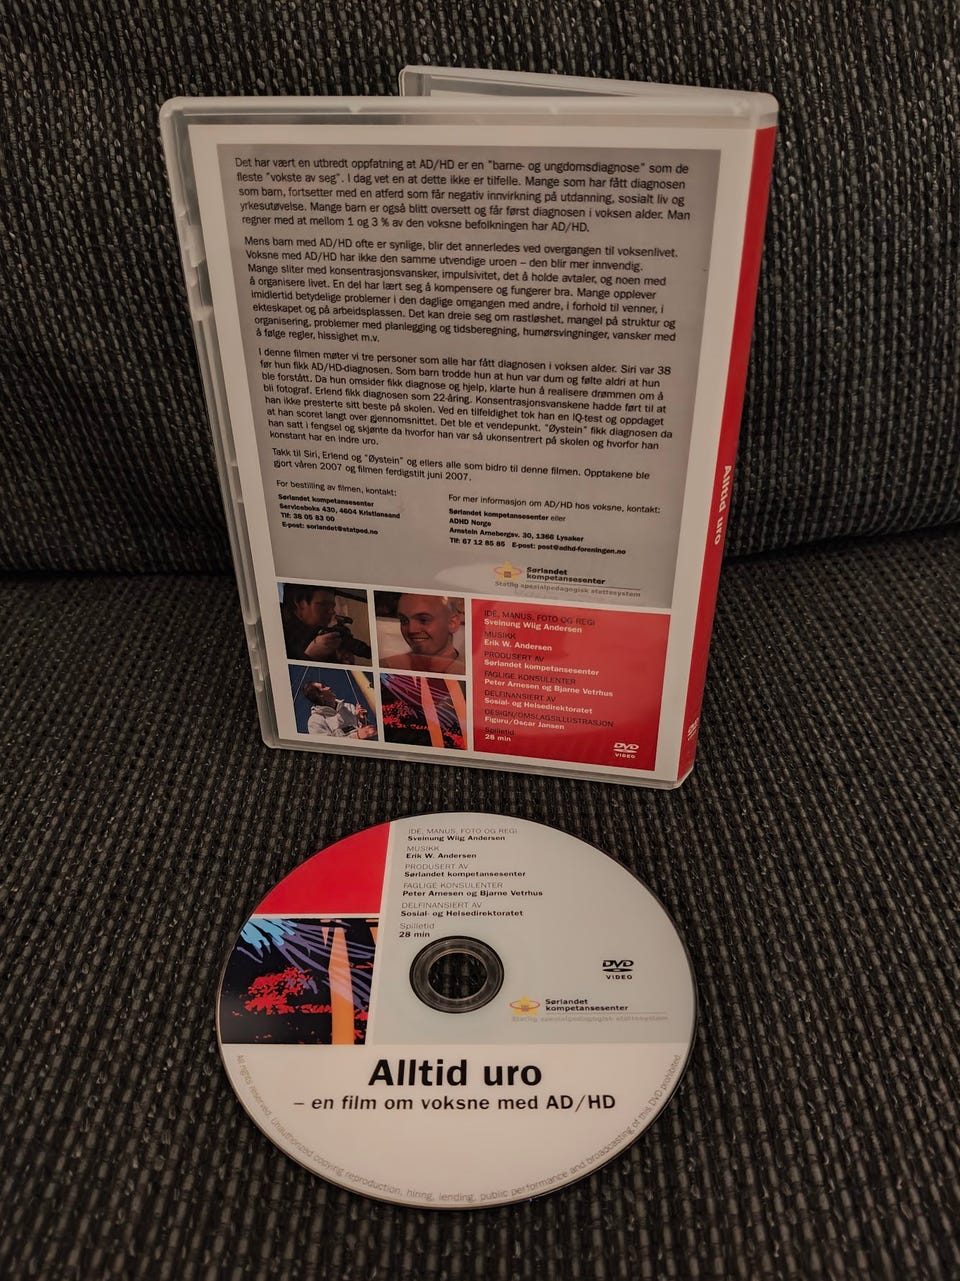 Det har vært en utbredt oppfatning at AD/HD er en "barne- og ungdomsdiagnose" som de
fleste "vokste av seg". I dag vet en at dette ikke er tilfelle. Mange som har fått diagnosen
som barn, fortsetter med en atferd som får negativ innvirkning på utdanning, sosialt liv og
yrkesutøvelse. Mange barn er også blitt oversett og får først diagnosen i voksen alder. Man
regner med at mellom 1 og 3 % av den voksne befolkningen har AD/HD.
Mens barn med AD/HD ofte er synlige, blir det annerledes ved overgangen til voksenlivet.
Voksne med AD/HD har ikke den samme utvendige uroen – den blir mer innvendig.
Mange sliter med konsentrasjonsvansker, impulsivitet, det å holde avtaler, og noen med
å organisere livet. En del har lært seg å kompensere og fungerer bra. Mange opplever
imidlertid betydelige problemer i den daglige omgangen med andre, i forhold til venner, i
ekteskapet og på arbeidsplassen. Det kan dreie seg om rastløshet, mangel på struktur og
organisering, problemer med planlegging og tidsberegning, humørsvingninger, vansker med
å følge regler, hissighet m.v.
I denne filmen møter vi tre personer som alle har fått diagnosen i voksen alder. Siri var 38
før hun fikk AD/HD-diagnosen. Som barn trodde hun at hun var dum og følte aldri at hun
ble forstått. Da hun omsider fikk diagnose og hjelp, klarte hun å realisere drømmen om å
bli fotograf. Erlend fikk diagnosen som 22-åring. Konsentrasjonsvanskene hadde ført til at
han ikke presterte sitt beste på skolen. Ved en tilfeldighet tok han en IQ-test og oppdaget
at han scoret langt over gjennomsnittet. Det ble et vendepunkt. "Øystein" fikk diagnosen da
han satt i fengsel og skjønte da hvorfor han var så ukonsentrert på skolen og hvorfor han
konstant har en indre uro.
Takk til Siri, Erlend og "Øystein" og ellers alle som bidro til denne filmen. Opptakene ble
gjort våren 2007 og filmen ferdigstilt juni 2007.
For bestilling av filmen, kontakt:
Sørlandet kompetansesenter
Serviceboks 430, 4604 Kristiansand
Tlf: 38 05 83 00
E-post: sorlandet@statped.no
For mer informasjon om AD/HD hos voksne, kontakt:
Sørlandet kompetansesenter eller
ADHD Norge
Arnstein Arnebergsv. 30, 1366 Lysaker
Tlf: 67 12 85 85 E-post: post@adhd-foreningen.no
Sørlandet
kompetansesenter
Statlig spesialpedagogisk støttesystem
IDE, MANUS, FOTO OG REGI
Sveinung Wiig Andersen
MUSIKK
Erik W. Andersen
PRODUSERT AV
Sørlandet kompetansesenter
FAGLIGE KONSULENTER
Peter Arnesen og Bjarne Vetrhus
DELFINANSIERT AV
Sosial- og Helsedirektoratet
DESIGN/OMSLAGSILLUSTRASJON
Figuru/Oscar Jansen
Spilletid
28 min
DVD
VIDEO
Alltid uro
IDE, MANUS, FOTO OG REGI
Sveinung Wiig Andersen
MUSIKK
Erik W. Andersen
PRODUSERT AV
Sørlandet kompetansesenter
FAGLIGE KONSULENTER
Peter Arnesen og Bjarne Vetrhus
DELFINANSIERT AV
Sosial- og Helsedirektoratet
Spilletid
28 min
DVD
VIDEO
Sørlandet
kompetansesenter
Statlig spesialpedagogisk støttesystem
Alltid uro
– en film om voksne med AD/HD
All rights reserved. Unauthorized copying reproduction, hiring, lending, public performance and broadcasting of this DVD prohibited.